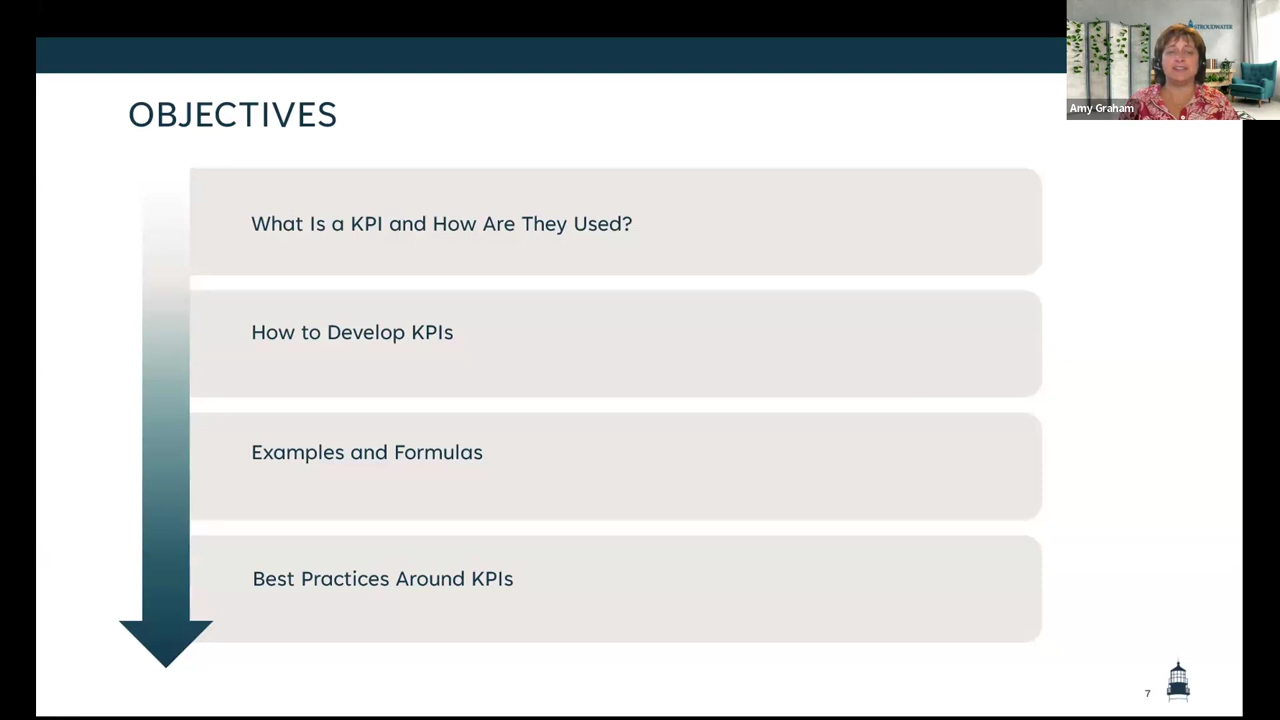 STROUDWATER
Amy Graham
OBJECTIVES
What Is a KPI and How Are They Used?
How to Develop KPIs
Examples and Formulas
Best Practices Around KPIs
7